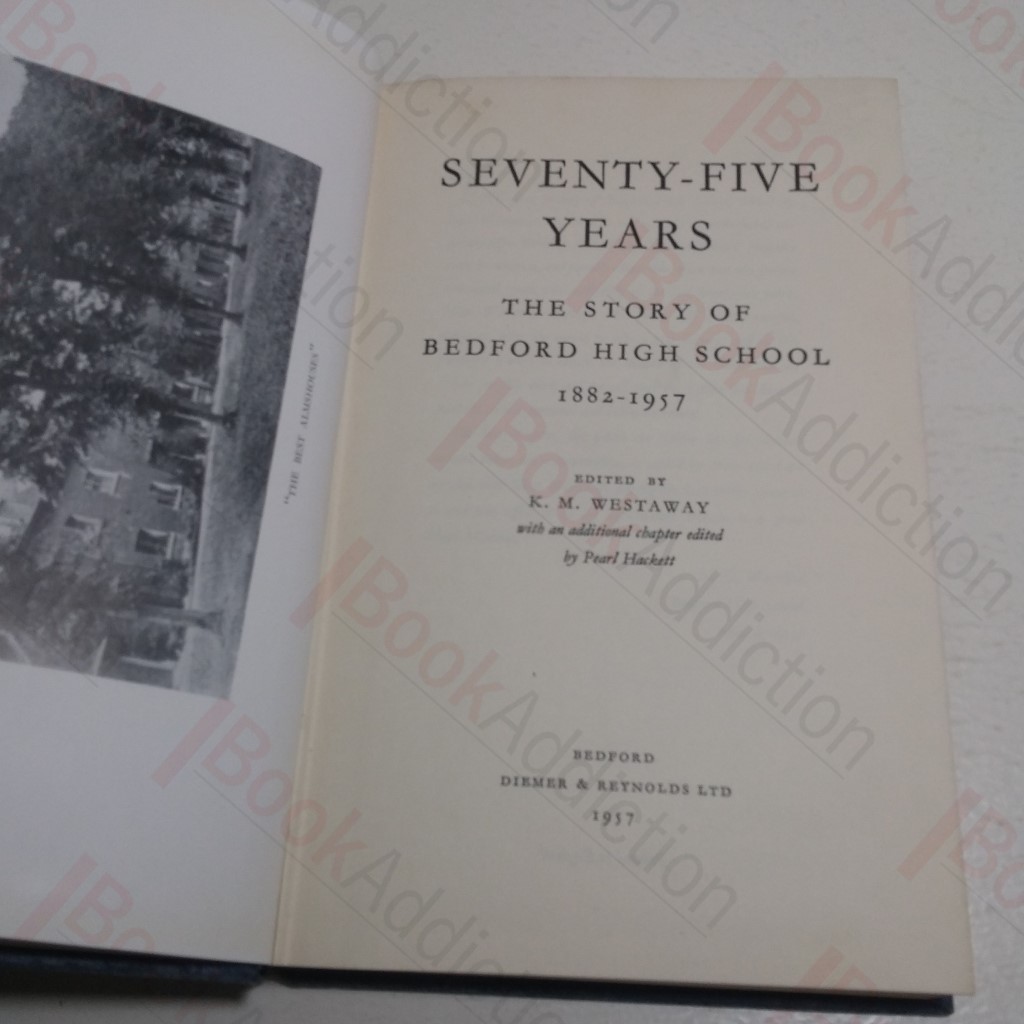 "THE BEST ALMSHOUSES"
SEVENTY-FIVE
YEARS
THE STORY OF
BEDFORD HIGH SCHOOL
1882-1957
EDITED BY
K. M. WESTAWAY
with an additional chapter edited
by Pearl Hackett
BEDFORD
DIEMER & REYNOLDS LTD
1957
BookAddiction